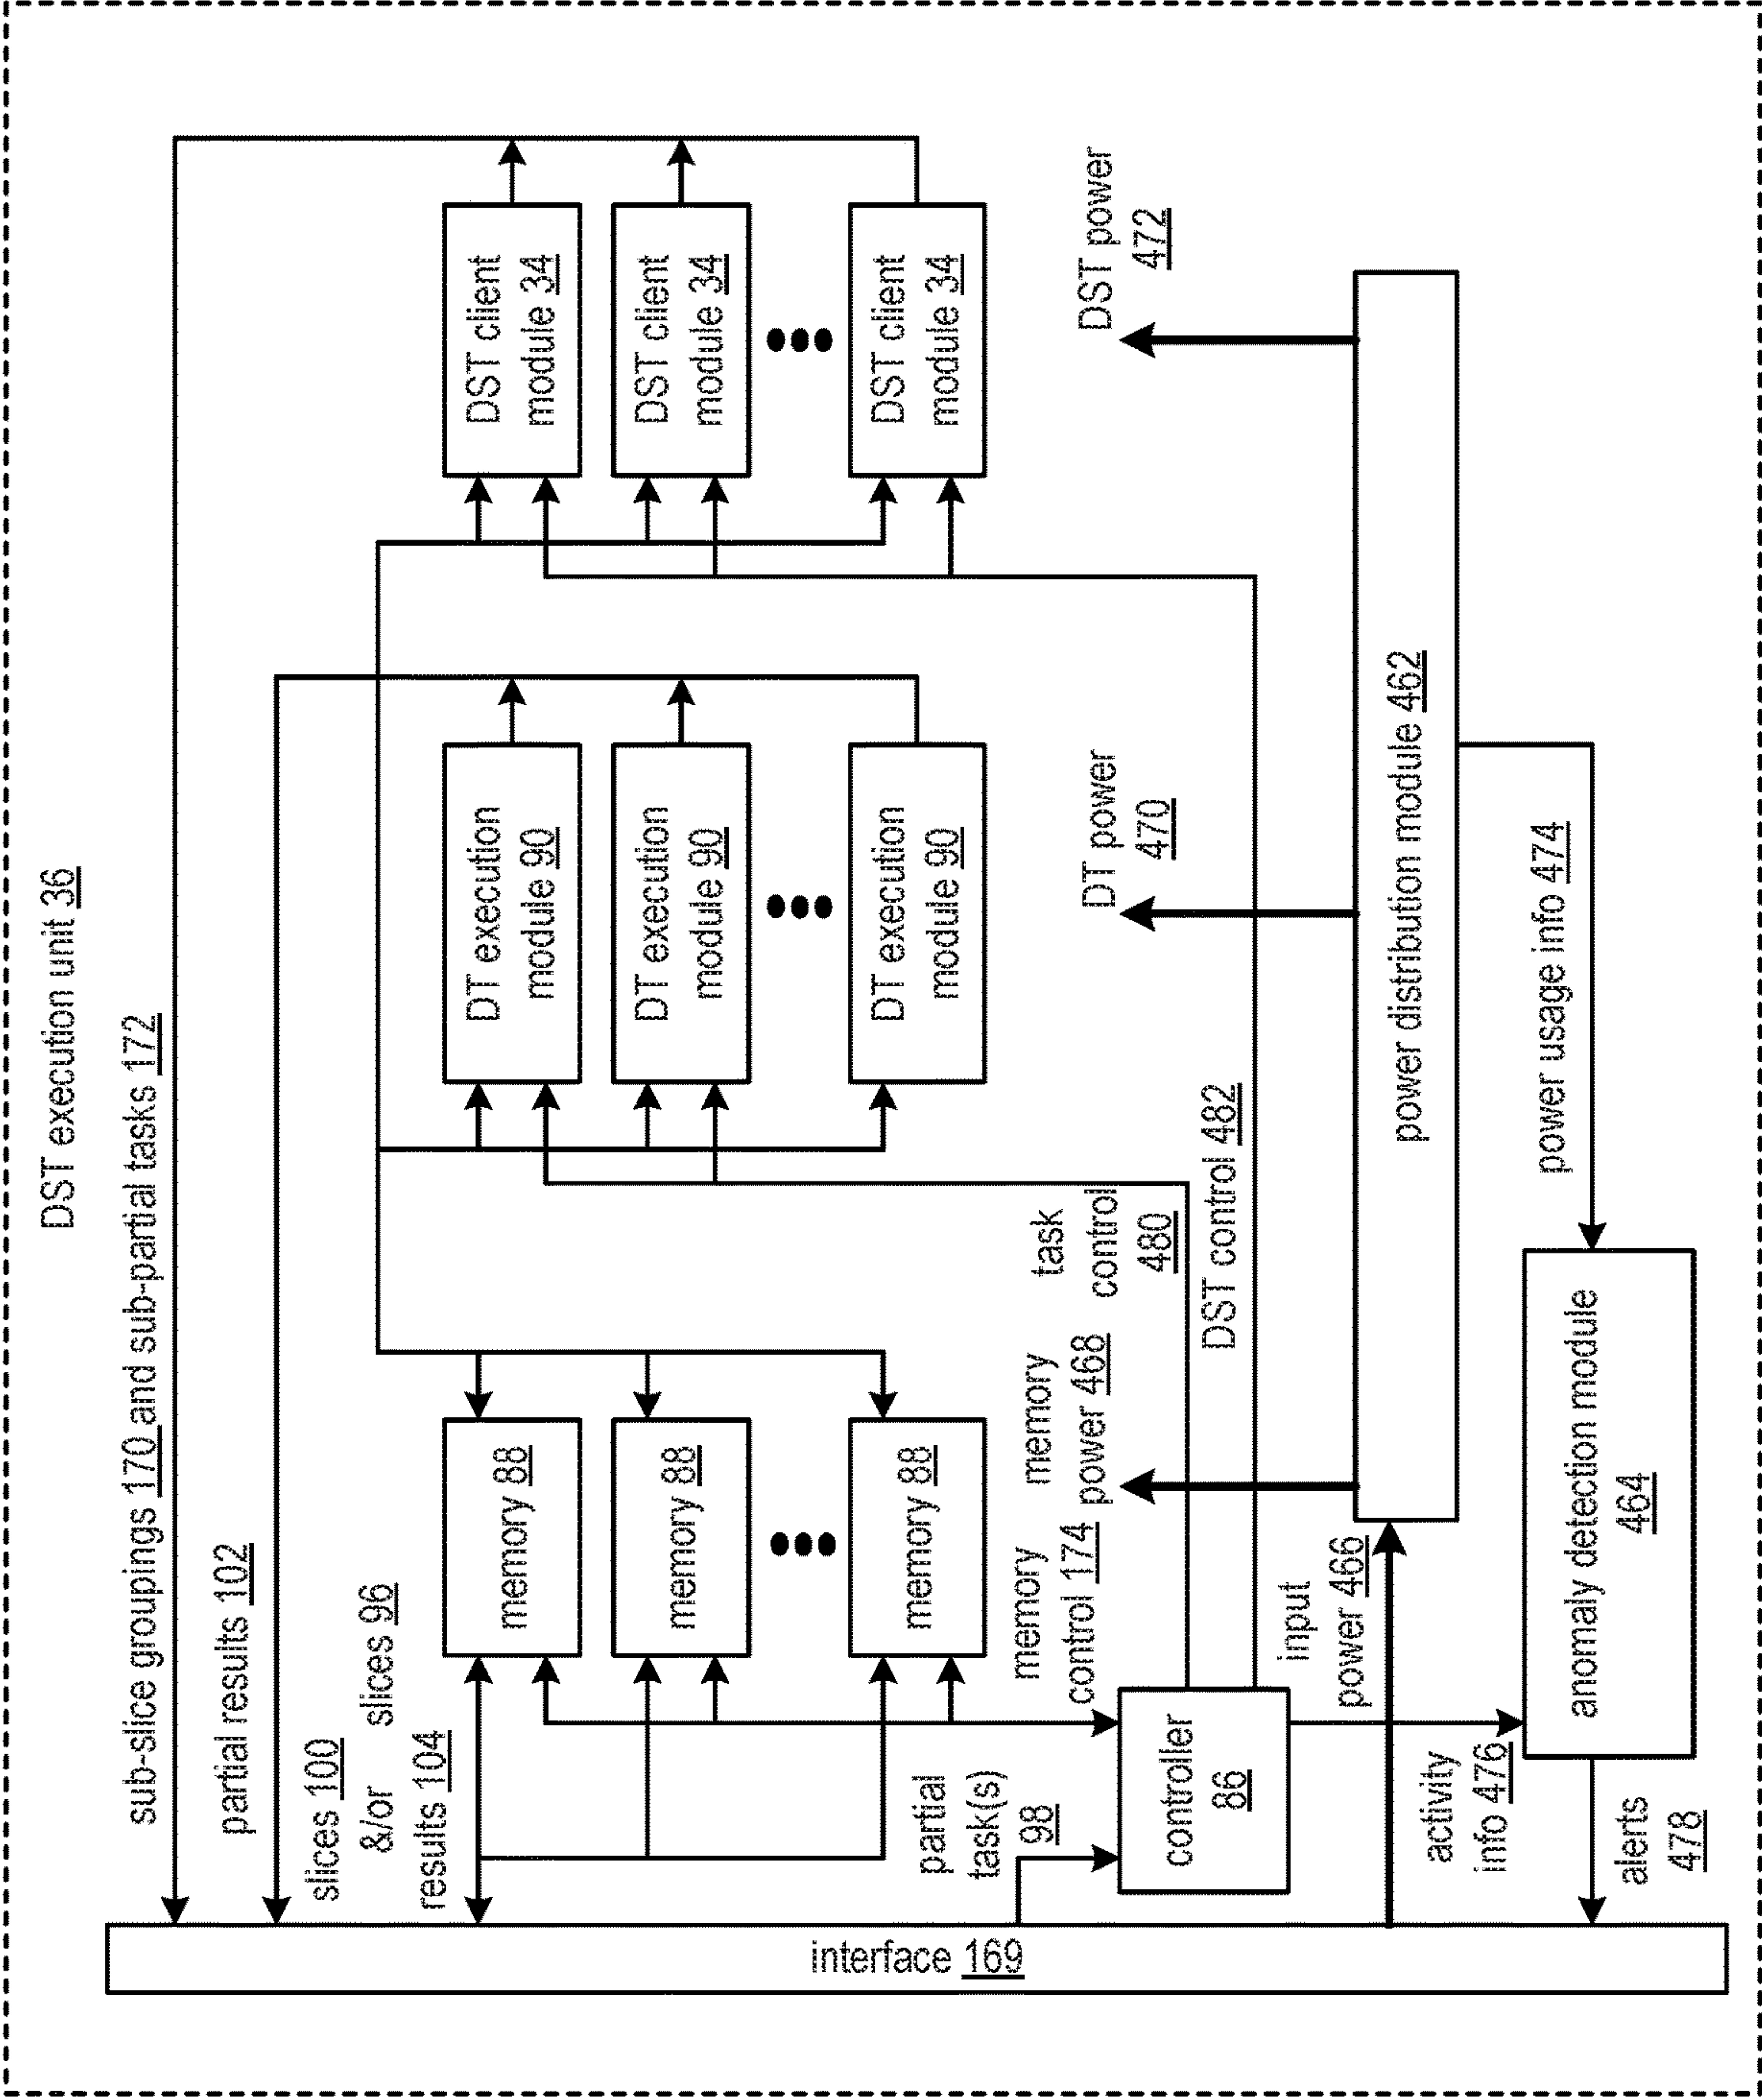 DST execution unit 36
sub-slice groupings 170 and sub-partial tasks 172
partial results 102
slices 100
&/or
results 104
slices 96
memory 88
memory 88
memory 88
DT execution
module 90
DT execution
module 90
DT execution
module 90
DST client
module 34
DST client
module 34
DST client
module 34
partial
task(s)
98
memory
control 174
memory
power 468
task
control
480
DT power
470
DST power
472
controller
86
DST control 482
input
power 466
power distribution module 462
activity
info 476
power usage info 474
anomaly detection module
464
alerts
478
interface 169